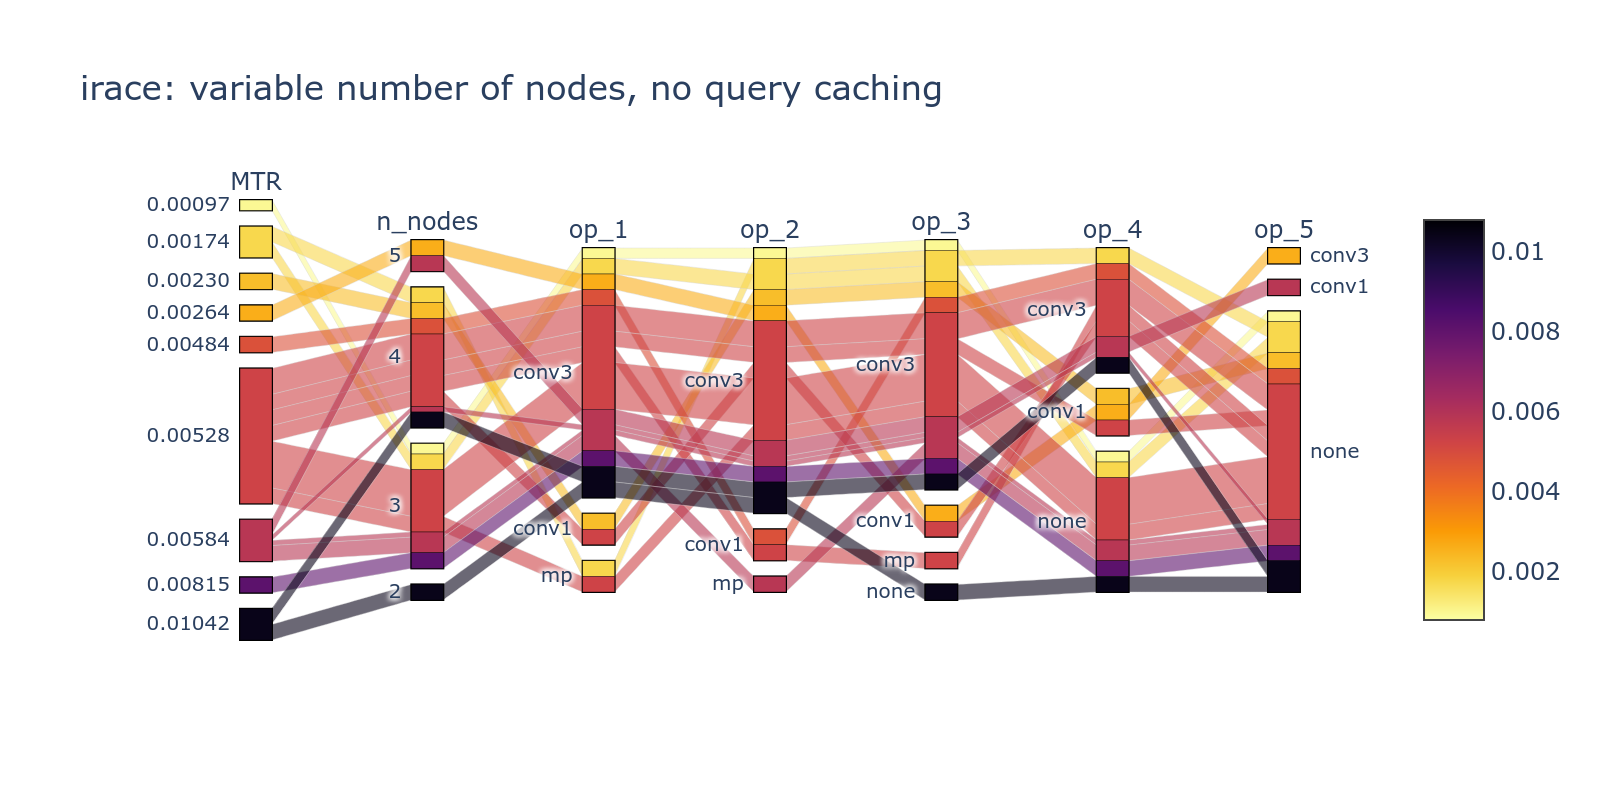 irace: variable number of nodes, no query caching
MTR
0.00097
0.00174
0.00230
0.00264
0.00484
0.00528
0.00584
0.00815
0.01042
n_nodes
5
4
3
2
op_1
conv3
conv1
mp
op_2
conv3
conv1
mp
op_3
conv3
conv1
mp
none
op_4
conv3
conv1
none
op_5
conv3
conv1
none
0.01
0.008
0.006
0.004
0.002